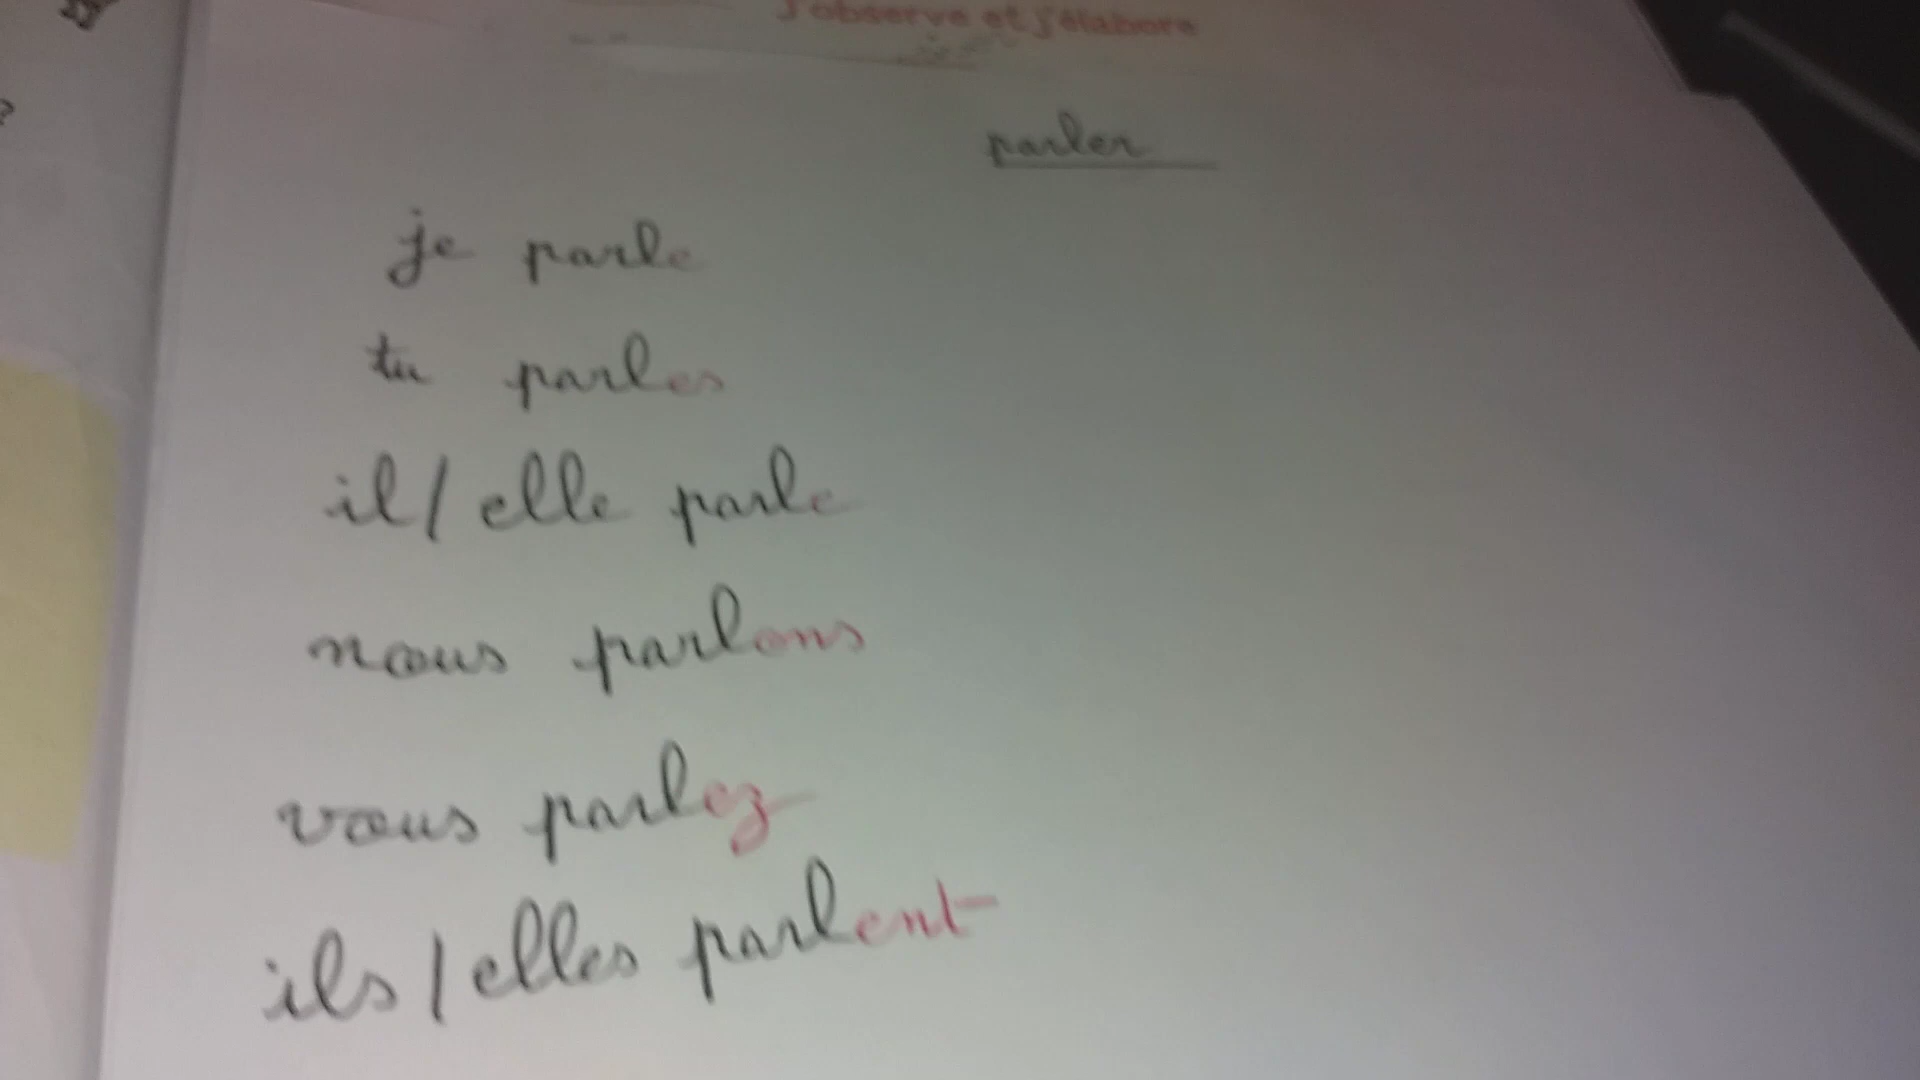 J'observe et j'élabore
parler
je parle
tu parles
il / elle parle
nous parlons
vous parlez
ils / elles parlent
?